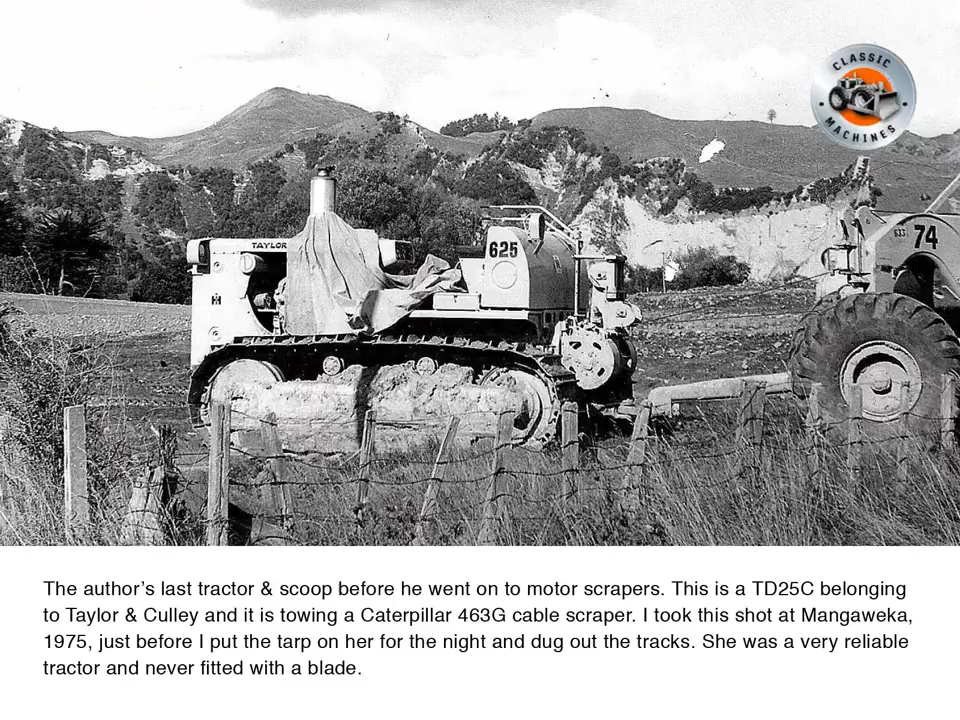 CLASSIC
MACHINES
TAYLOR
625
IH
74
The author’s last tractor & scoop before he went on to motor scrapers. This is a TD25C belonging
to Taylor & Culley and it is towing a Caterpillar 463G cable scraper. I took this shot at Mangaweka,
1975, just before I put the tarp on her for the night and dug out the tracks. She was a very reliable
tractor and never fitted with a blade.